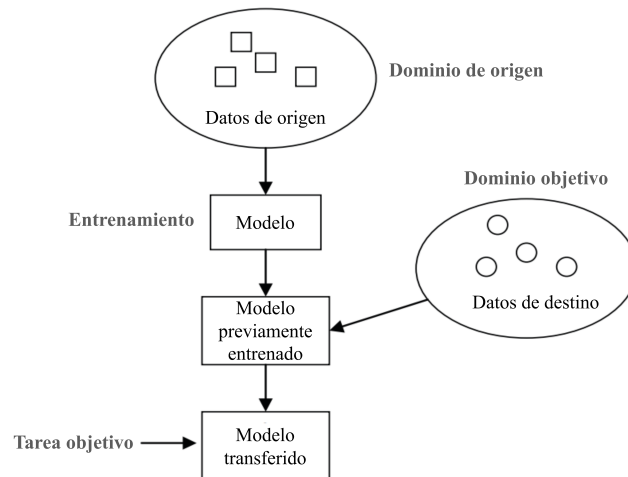 Dominio de origen
Datos de origen
Dominio objetivo
Entrenamiento
Modelo
Datos de destino
Modelo
previamente
entrenado
Tarea objetivo
Modelo
transferido